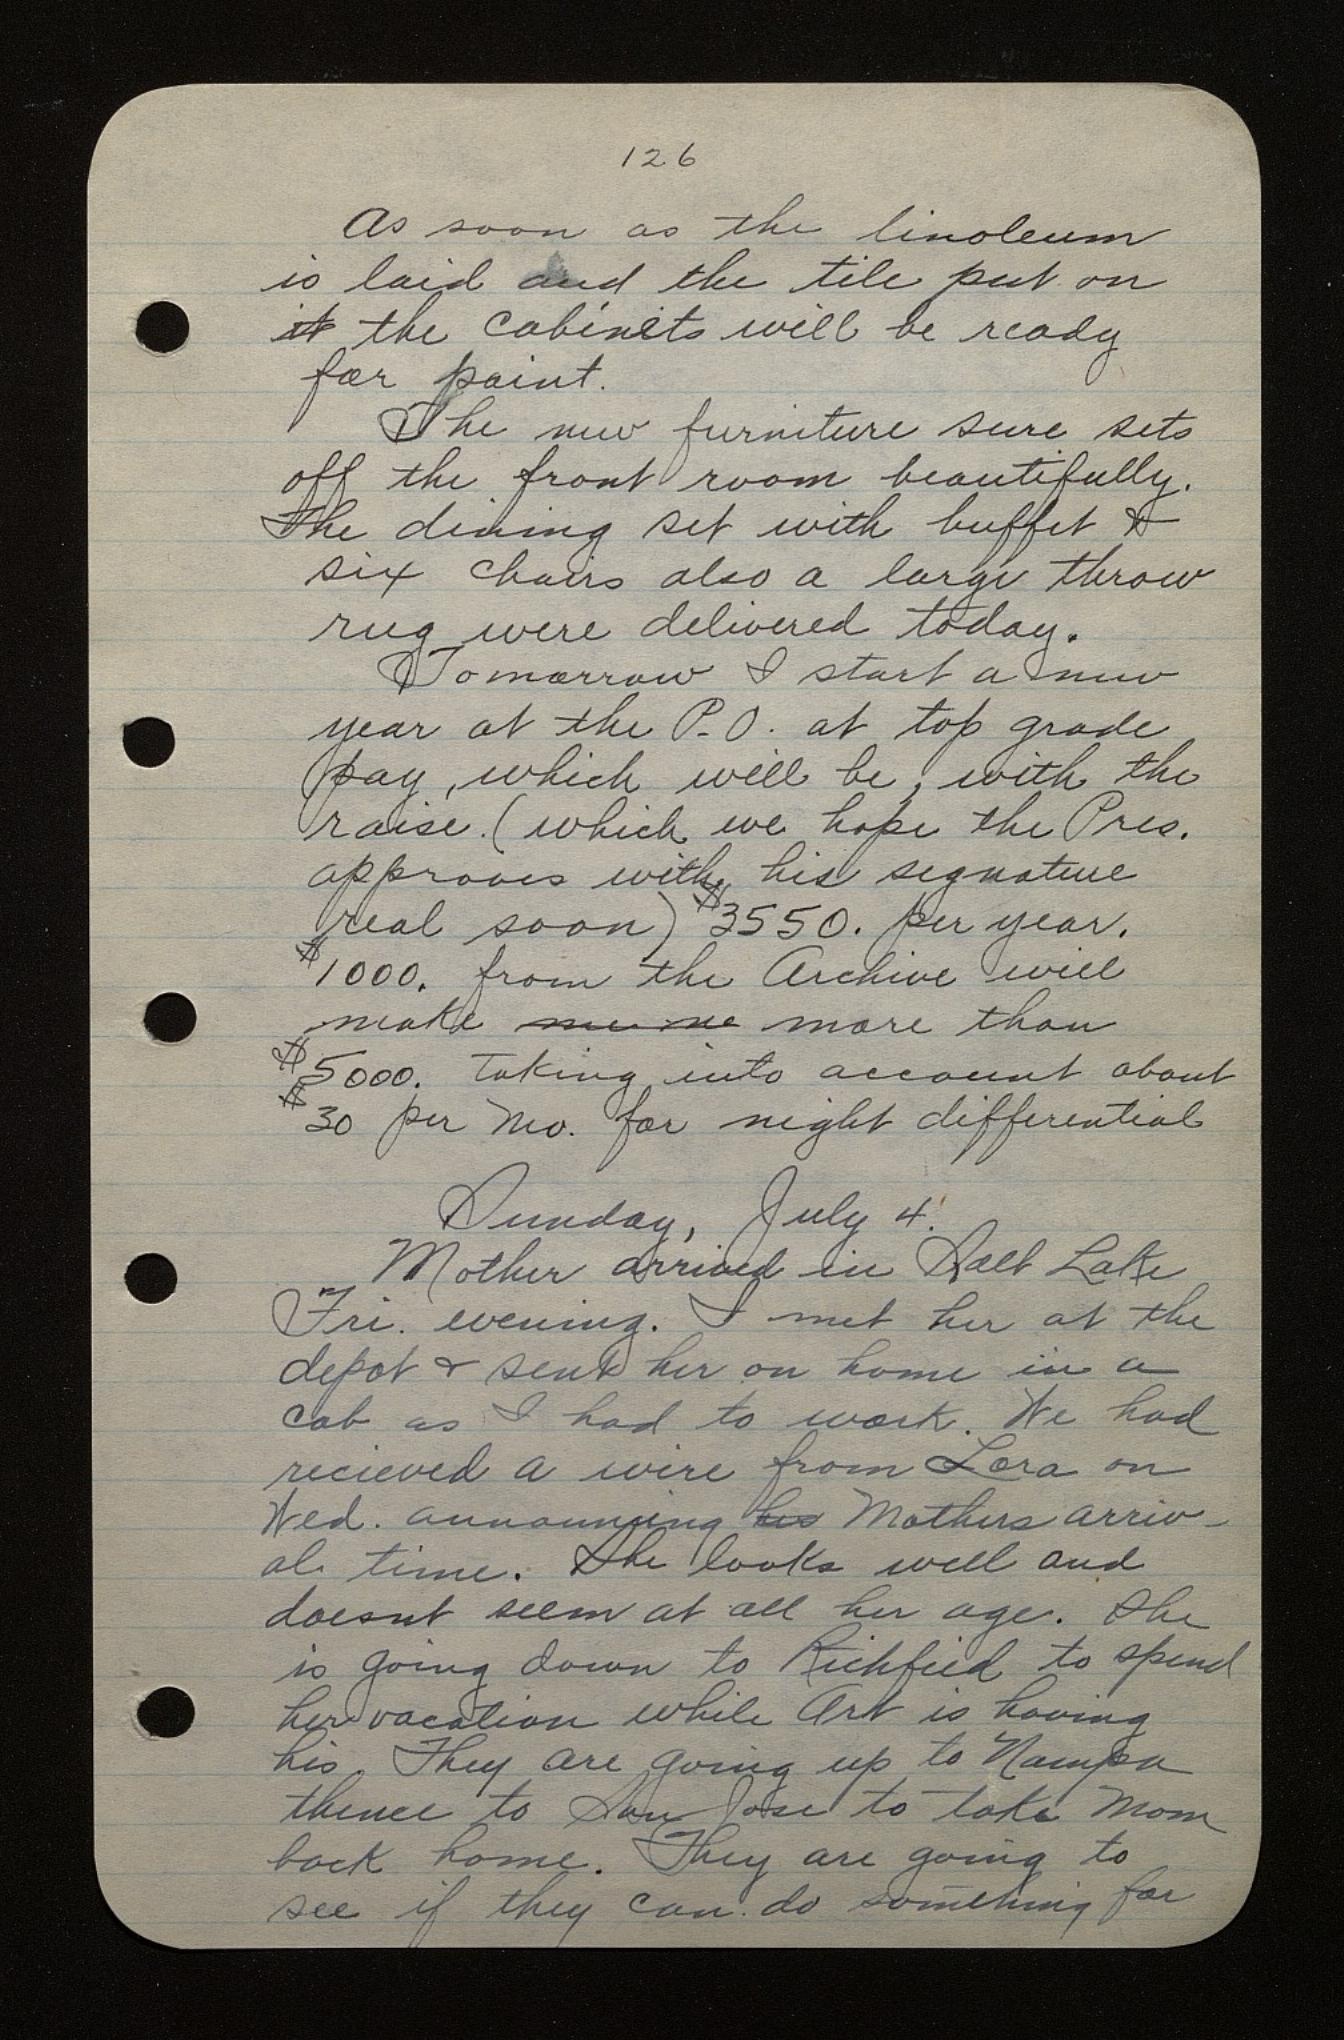 126
As soon as the linoleum
is laid and the tile put on
it the cabinets will be ready
for paint.
The new furniture sure sets
off the front room beautifully.
The dining set with buffet &
six chairs also a large throw
rug were delivered today.
Tomorrow I start a new
year at the P.O. at top grade
pay, which will be, with the
raise. (which we hope the Pres.
approves with his signature
real soon) $3550. per year.
$1000. from the Archive will
make me more than
$5000. taking into account about
$30 per Mo. for night differential
Sunday, July 4.
Mother arrived in Salt Lake
Fri. evening. I met her at the
depot & sent her on home in a
cab as I had to work. We had
recieved a wire from Lora on
Wed. announcing her Mothers arriv-
al time. She looks well and
doesnt seem at all her age. She
is going down to Richfied to spend
her vacation while Art is having
his. They are going up to Nampa
thence to San Jose to take Mom
back home. They are going to
see if they can do something for